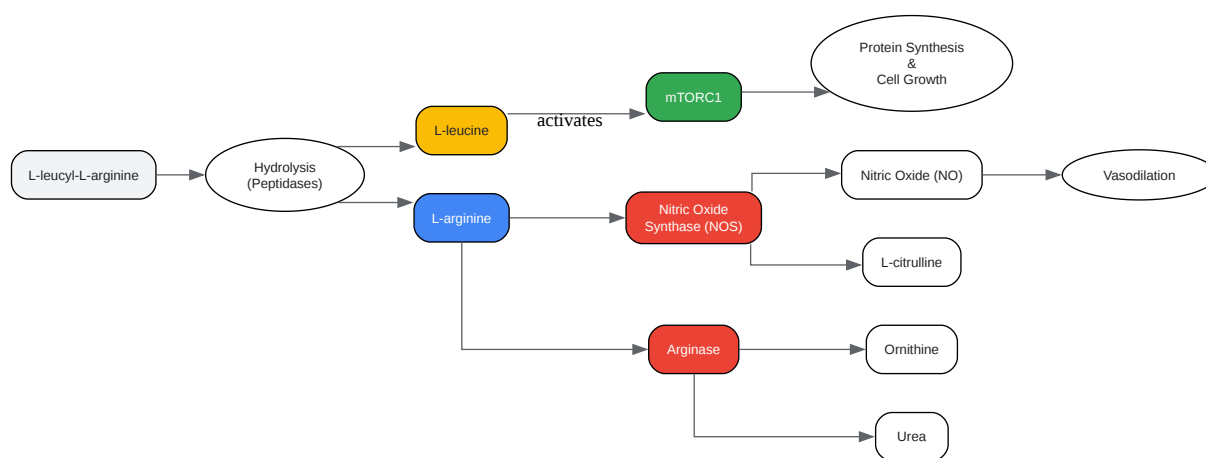 Protein Synthesis
&
Cell Growth
mTORC1
L-leucine
activates
L-leucyl-L-arginine
Hydrolysis
(Peptidases)
Nitric Oxide (NO)
Vasodilation
L-arginine
Nitric Oxide
Synthase (NOS)
L-citrulline
Arginase
Ornithine
Urea